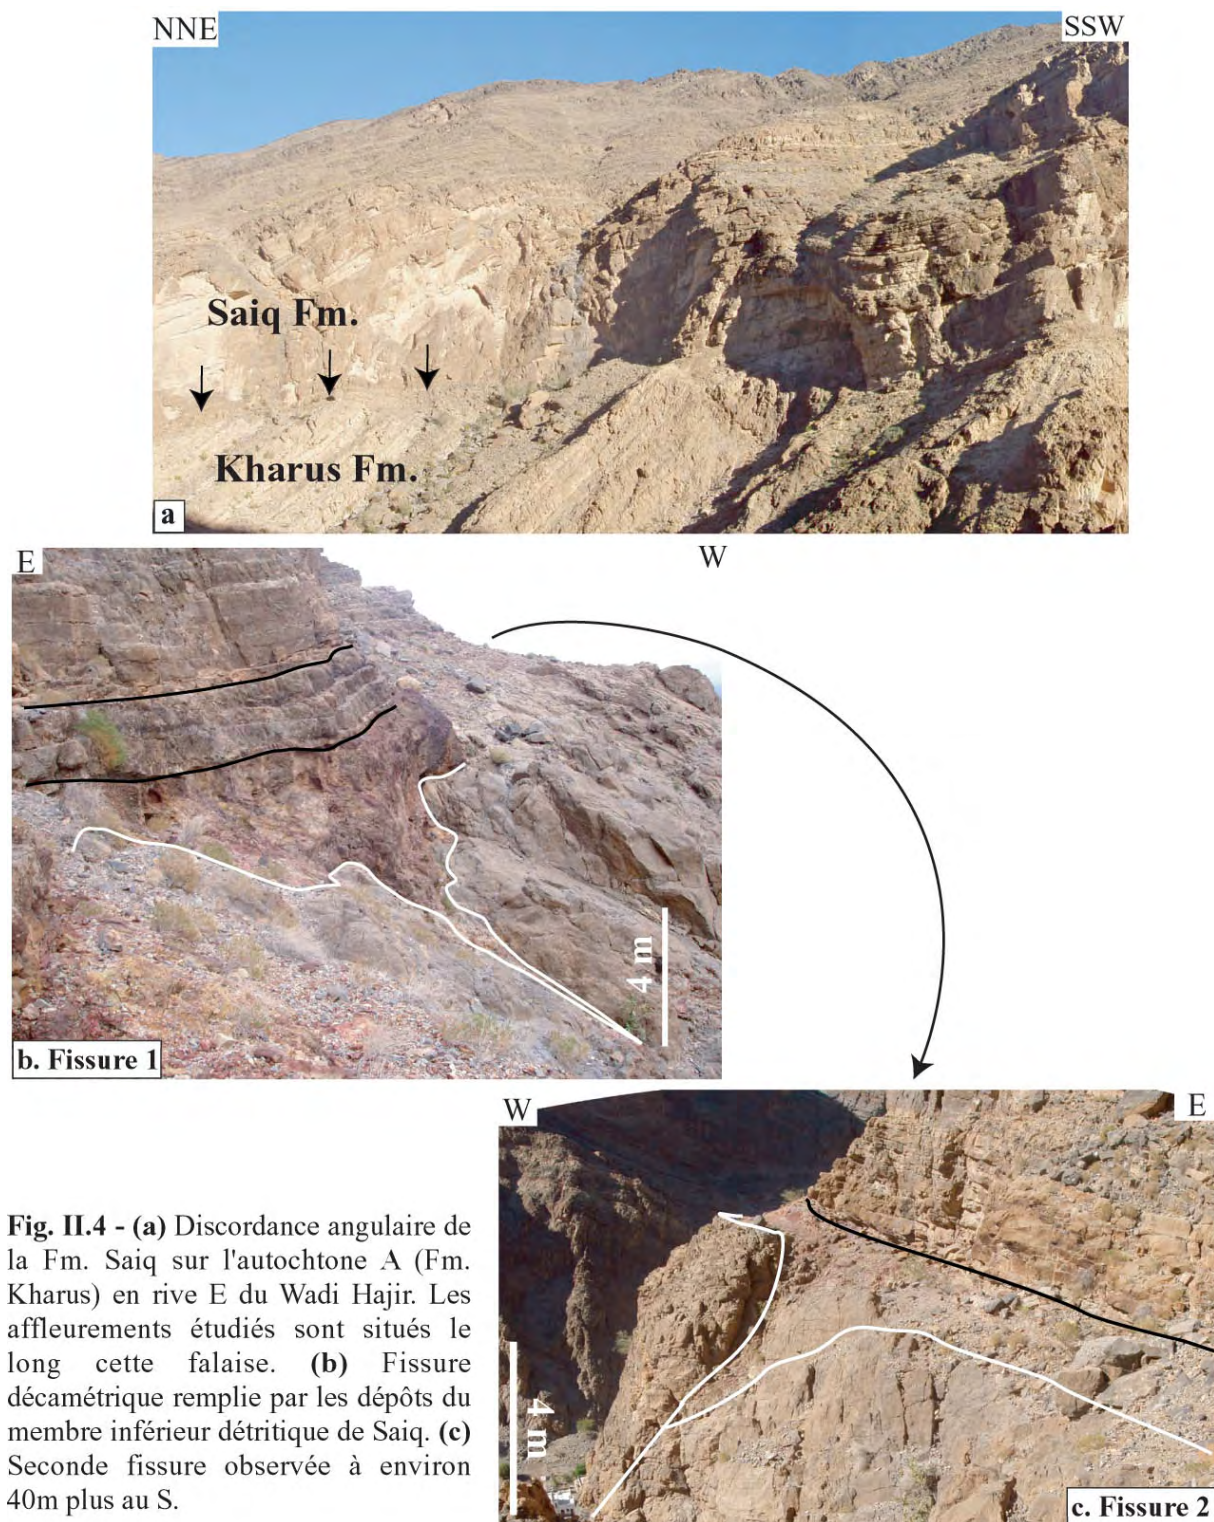 NNE
SSW
Saiq Fm.
Kharus Fm.
a
E
W
4 m
b. Fissure 1
W
E
4 m
c. Fissure 2
Fig. II.4 - (a) Discordance angulaire de
la Fm. Saiq sur l'autochtone A (Fm.
Kharus) en rive E du Wadi Hajir. Les
affleurements étudiés sont situés le
long cette falaise. (b) Fissure
décamétrique remplie par les dépôts du
membre inférieur détritique de Saiq. (c)
Seconde fissure observée à environ
40m plus au S.